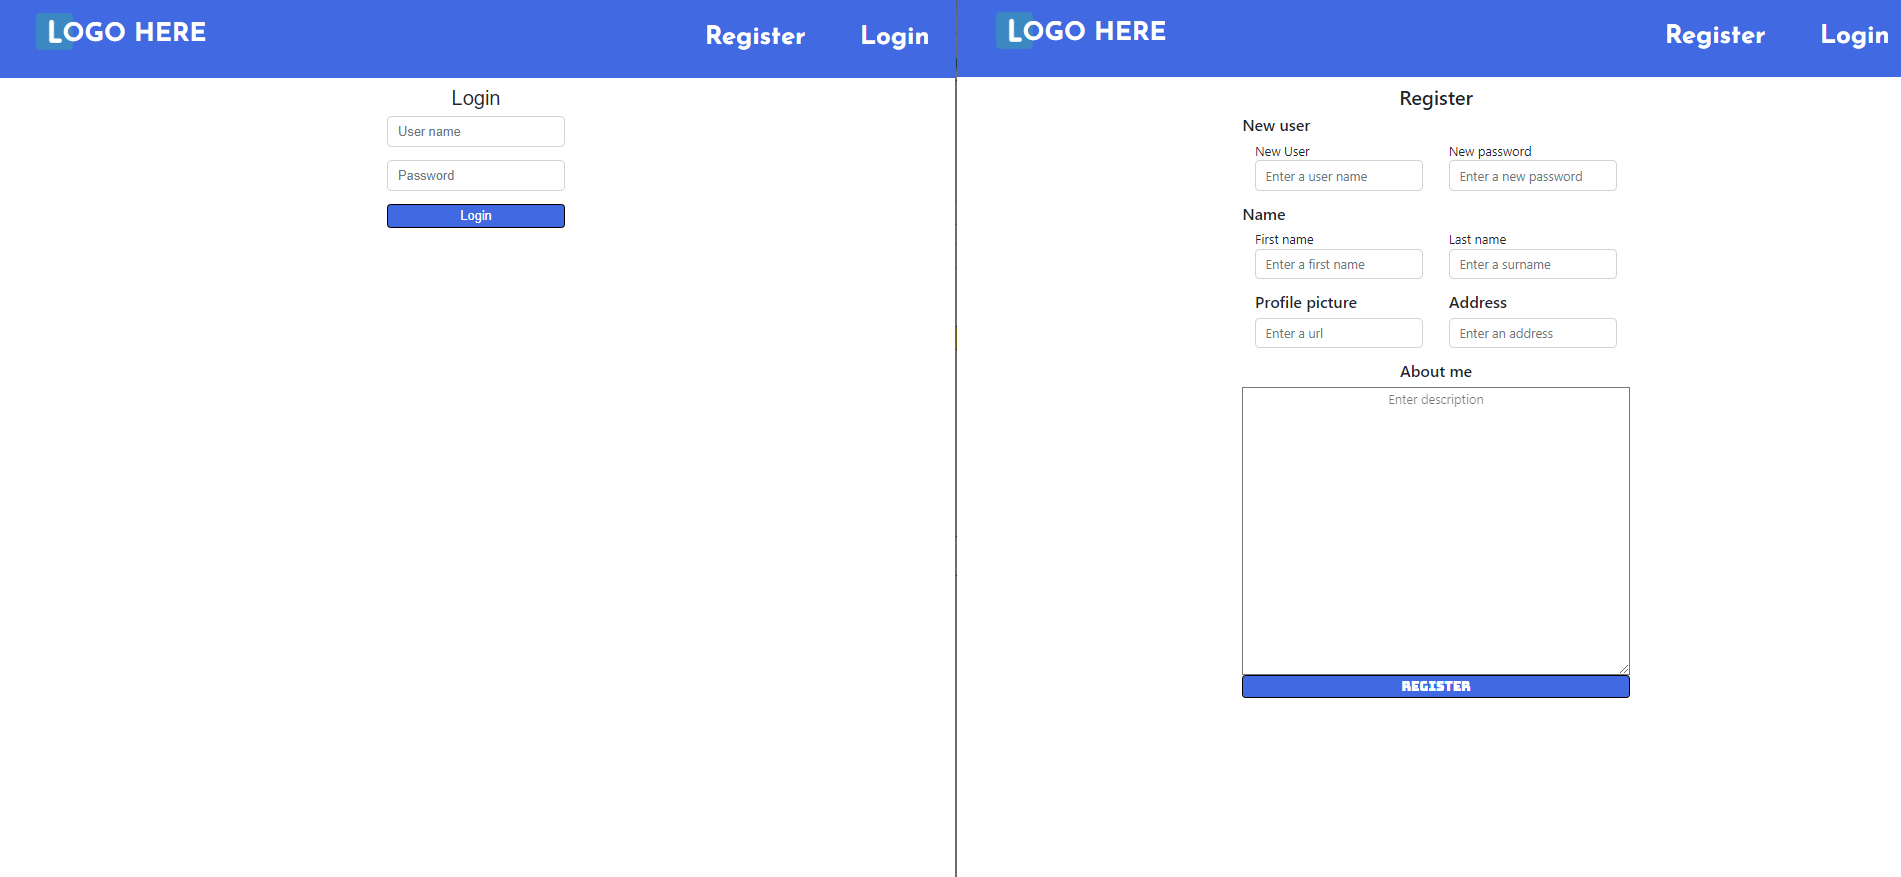 LOGO HERE
Register Login
Login
User name
Password
Login
LOGO HERE
Register Login
Register
New user
New User New password
Enter a user name Enter a new password
Name
First name Last name
Enter a first name Enter a surname
Profile picture Address
Enter a url Enter an address
About me
Enter description
REGISTER